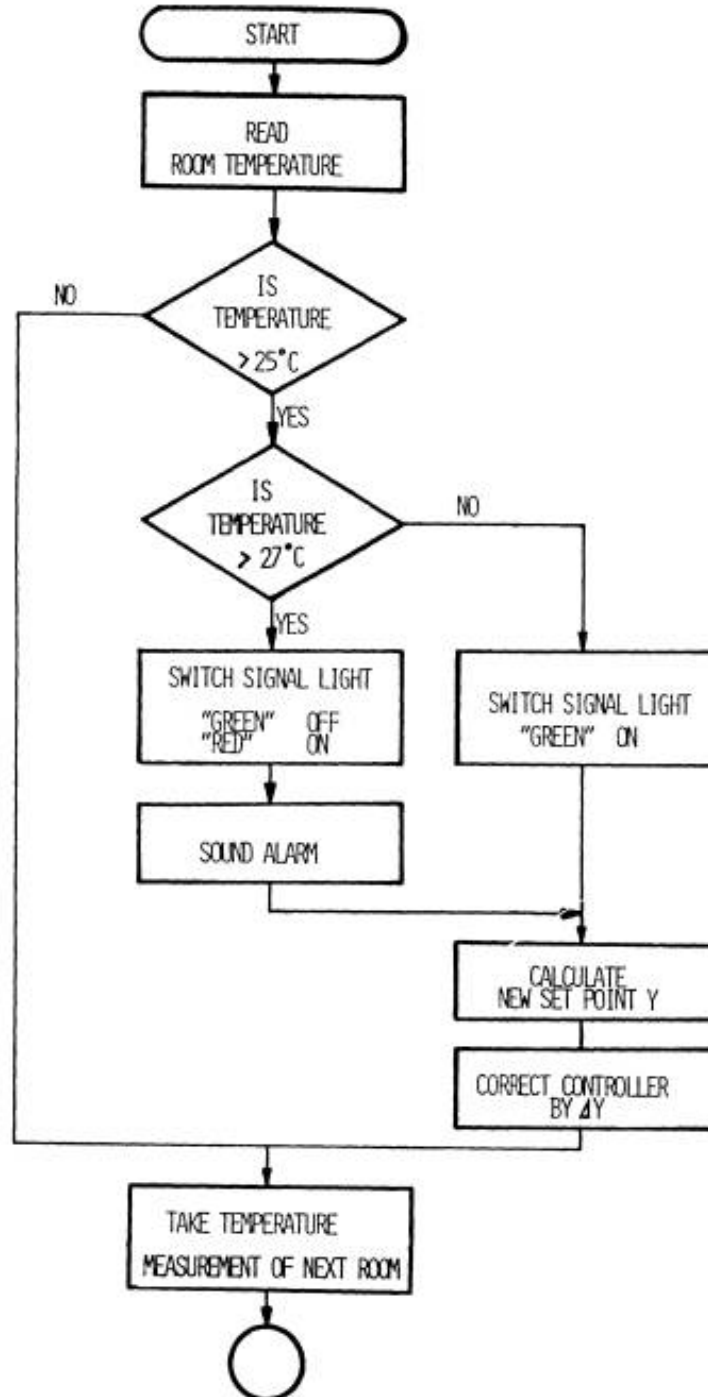 START
READ
ROOM TEMPERATURE
NO
IS
TEMPERATURE
> 25°C
YES
IS
TEMPERATURE
> 27°C
NO
YES
SWITCH SIGNAL LIGHT
"GREEN" OFF
"RED" ON
SWITCH SIGNAL LIGHT
"GREEN" ON
SOUND ALARM
CALCULATE
NEW SET POINT Y
CORRECT CONTROLLER
BY ΔY
TAKE TEMPERATURE
MEASUREMENT OF NEXT ROOM